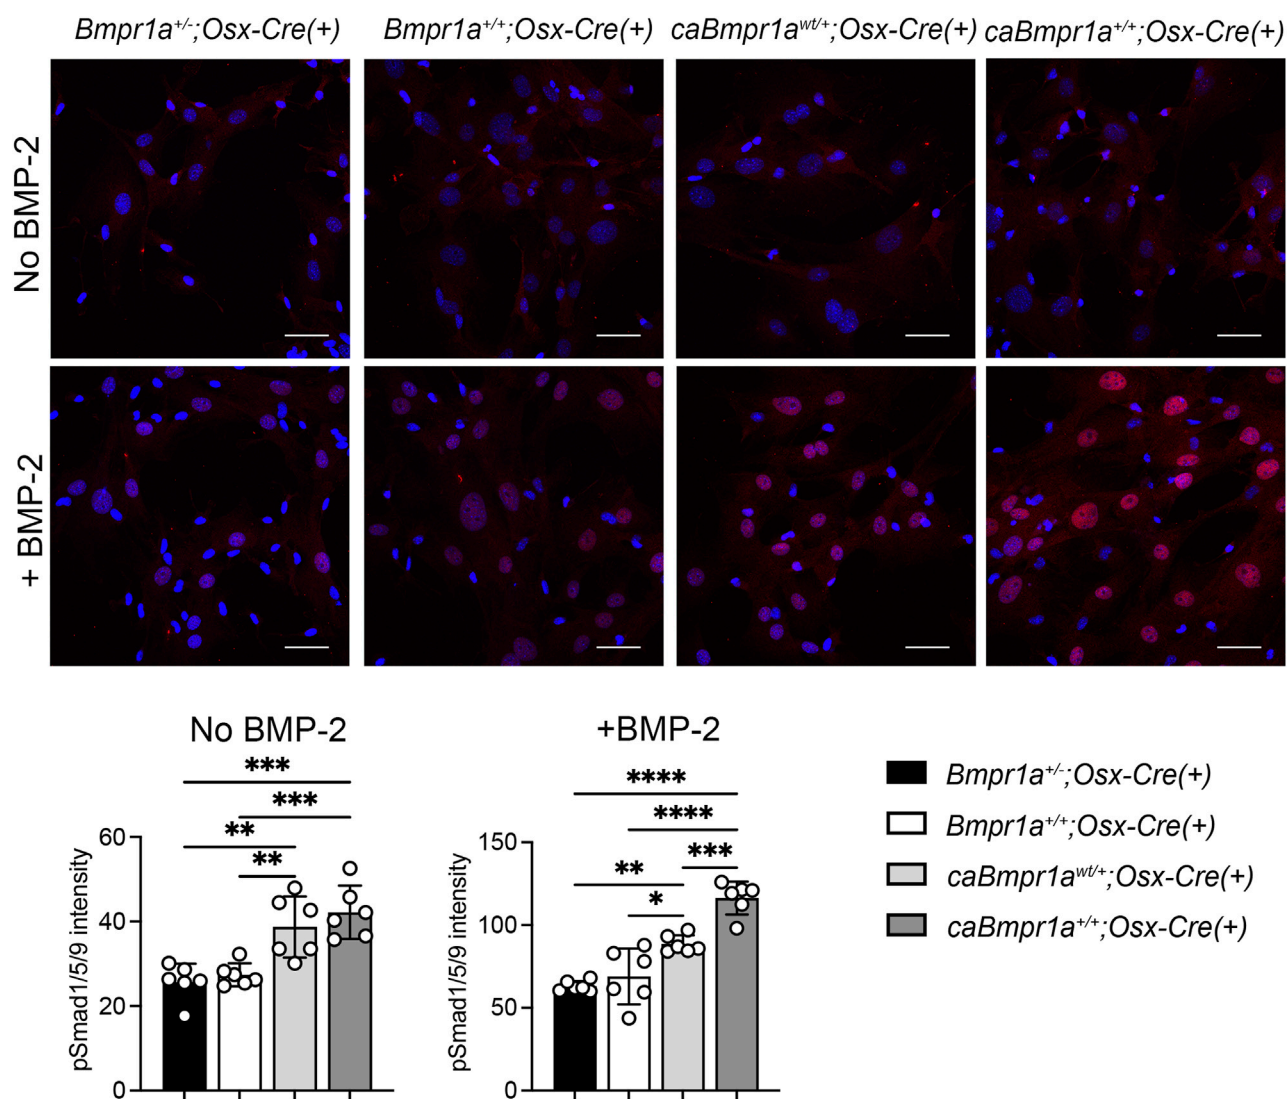 Bmpr1a+/-;Osx-Cre(+) Bmpr1a+/+;Osx-Cre(+) caBmpr1awt/+;Osx-Cre(+) caBmpr1a+/+;Osx-Cre(+)
No BMP-2
+ BMP-2
No BMP-2
***
***
**
**
60
40
20
0
pSmad1/5/9 intensity
+BMP-2
****
****
***
**
*
150
100
50
0
pSmad1/5/9 intensity
Bmpr1a+/-;Osx-Cre(+)
Bmpr1a+/+;Osx-Cre(+)
caBmpr1awt/+;Osx-Cre(+)
caBmpr1a+/+;Osx-Cre(+)